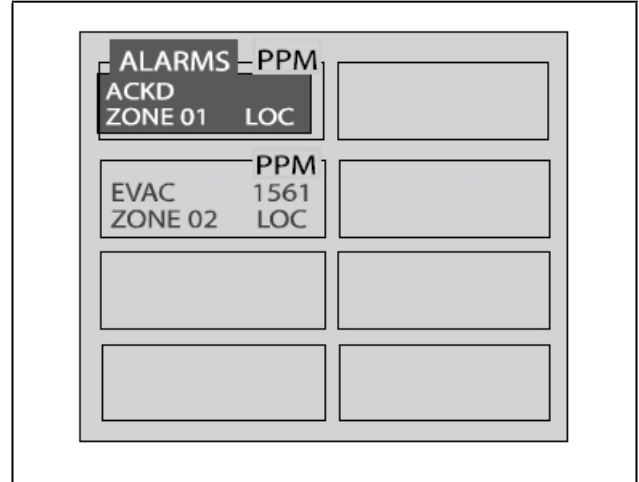 ALARMS PPM
ACKD
ZONE 01 LOC
PPM
EVAC 1561
ZONE 02 LOC